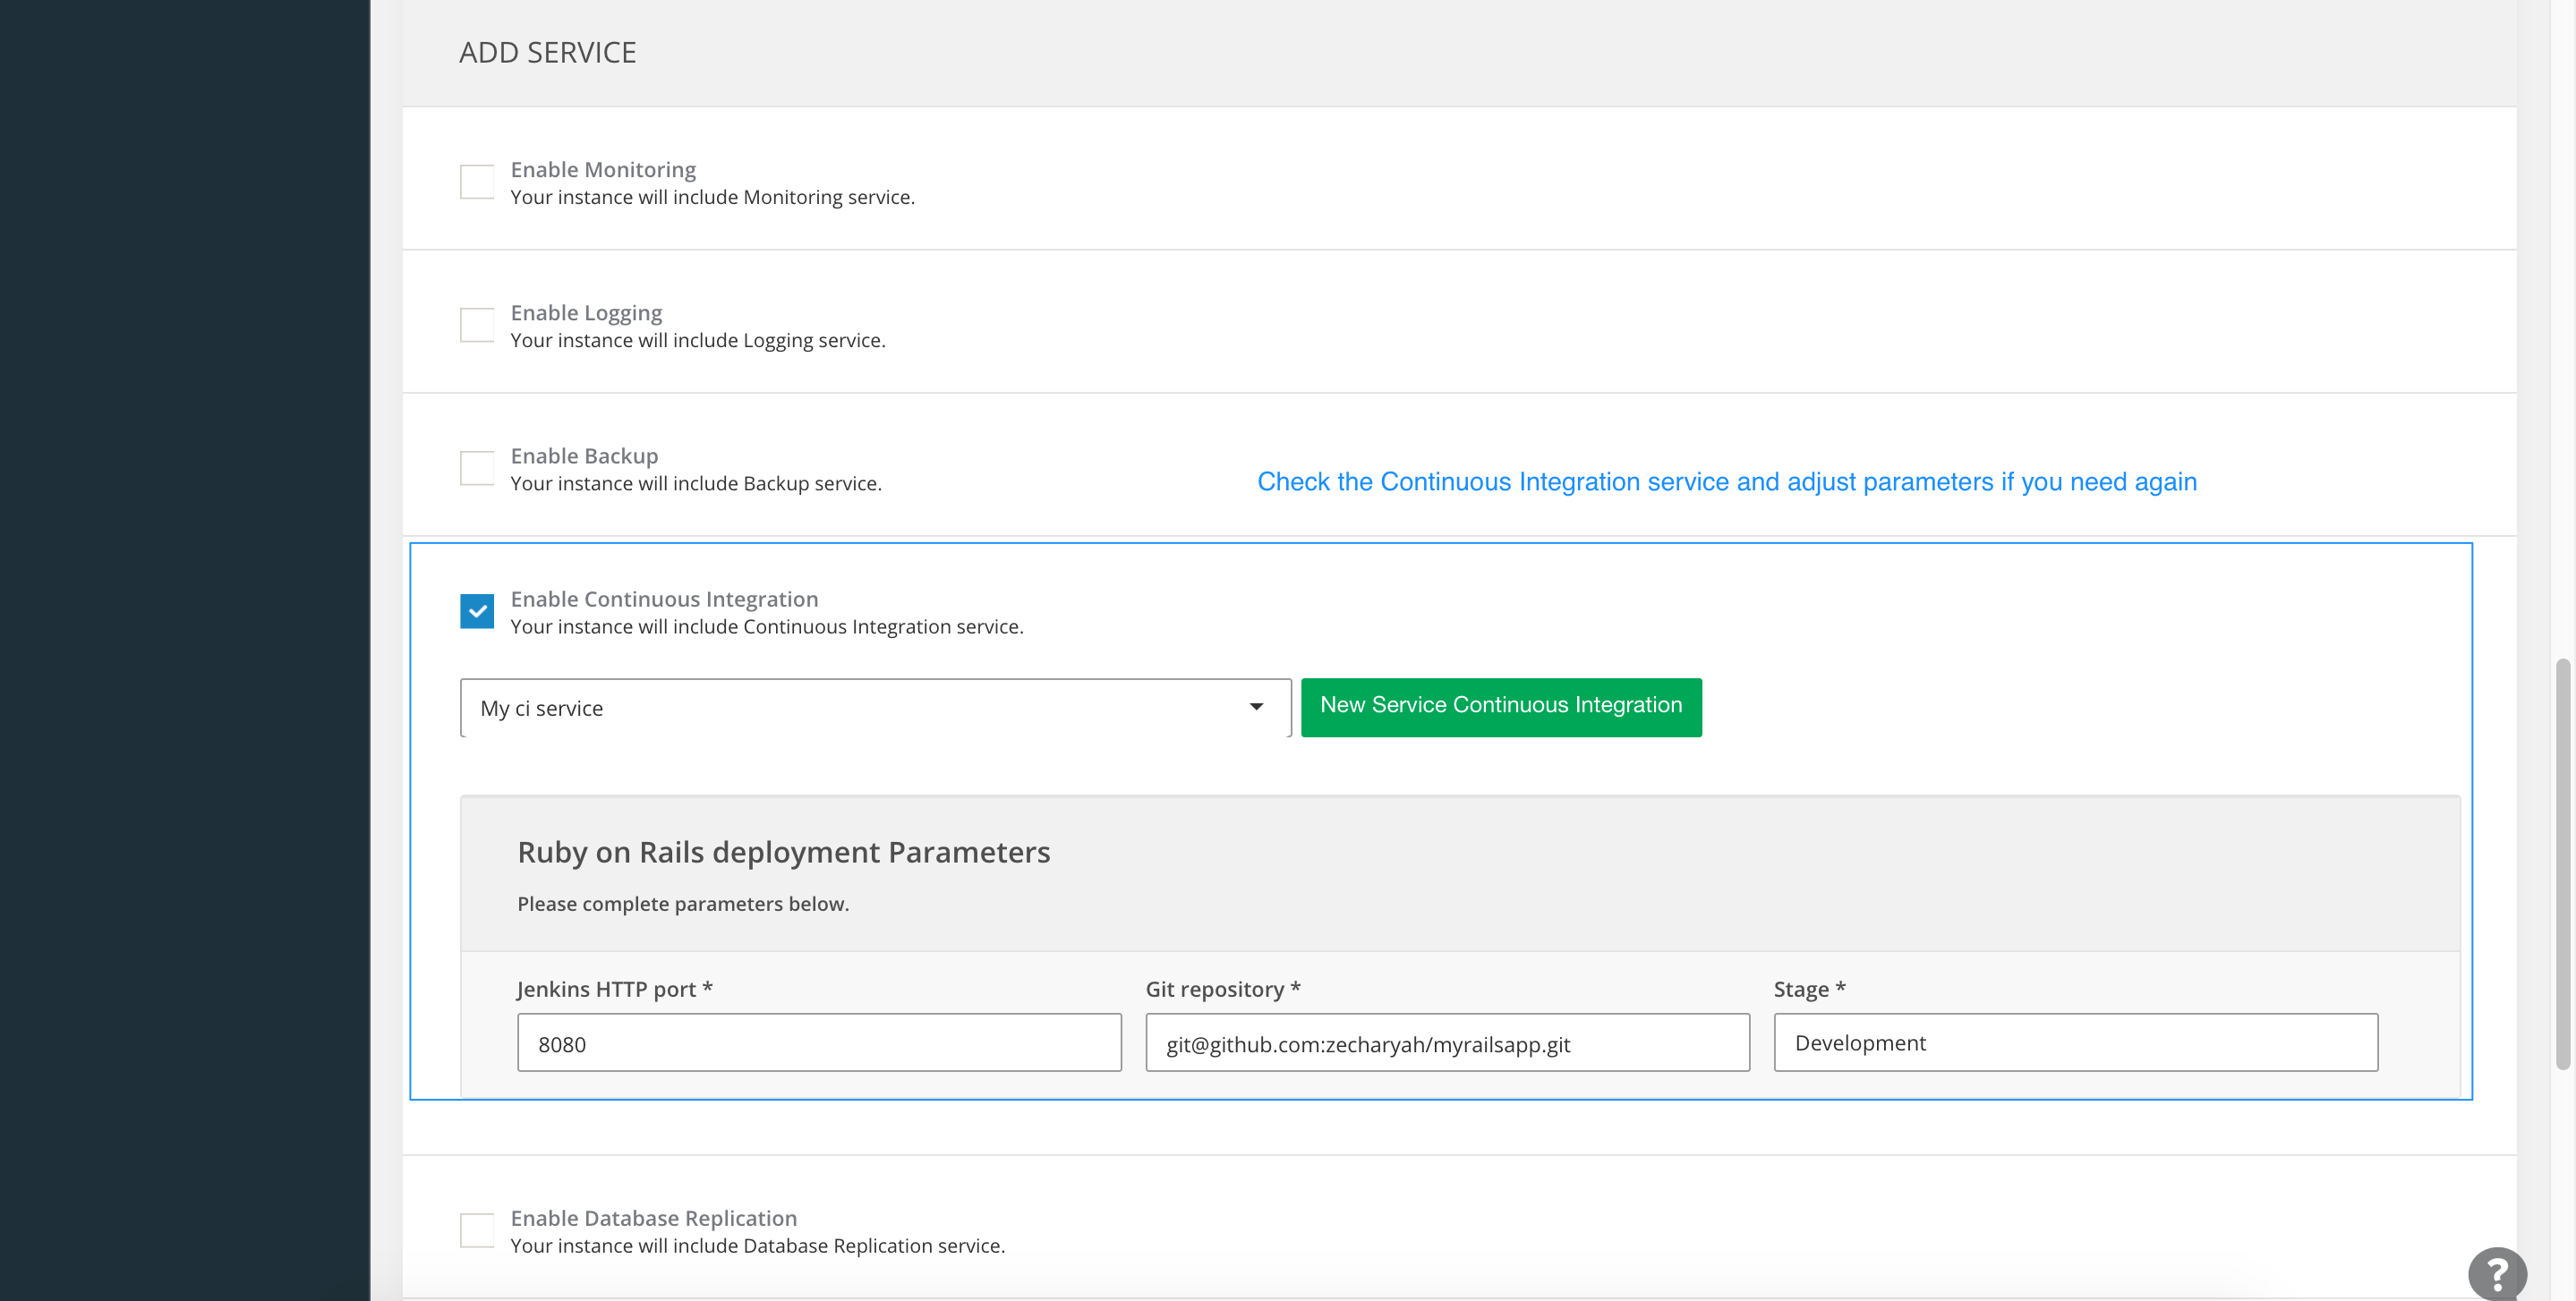 ADD SERVICE
Enable Monitoring
Your instance will include Monitoring service.
Enable Logging
Your instance will include Logging service.
Enable Backup
Your instance will include Backup service.
Check the Continuous Integration service and adjust parameters if you need again
Enable Continuous Integration
Your instance will include Continuous Integration service.
My ci service
New Service Continuous Integration
Ruby on Rails deployment Parameters
Please complete parameters below.
Jenkins HTTP port * Git repository * Stage *
8080 git@github.com:zecharyah/myrailsapp.git Development
Enable Database Replication
Your instance will include Database Replication service.
?